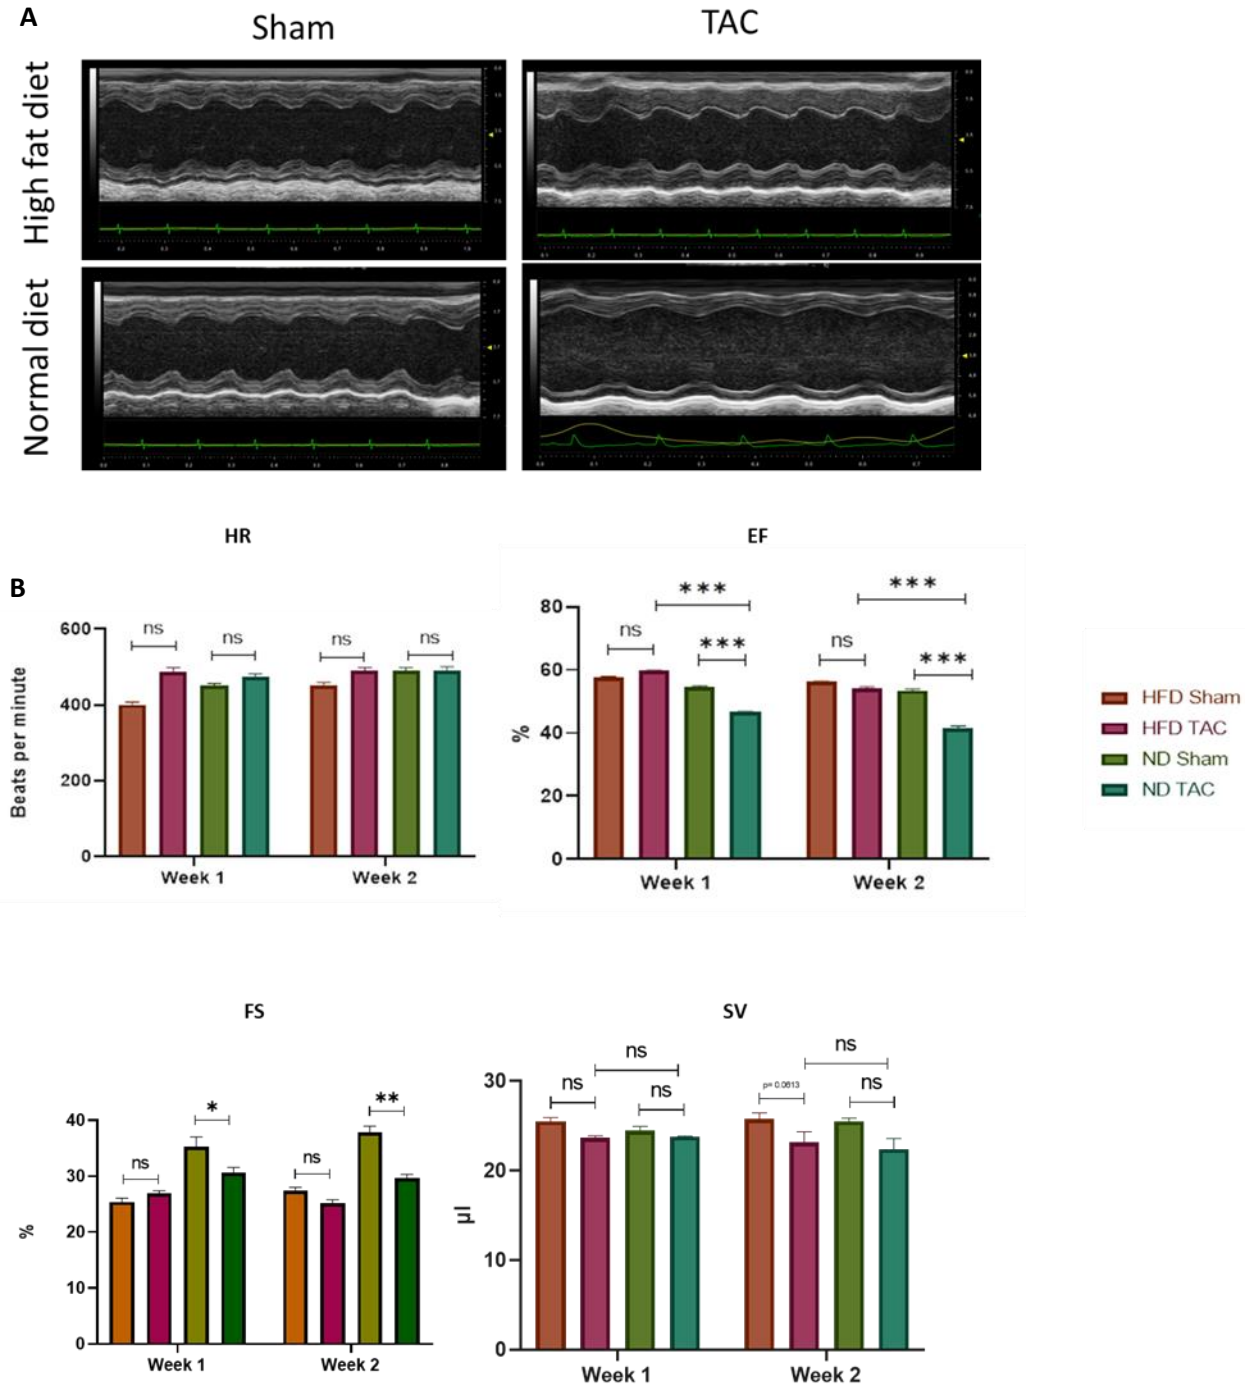 A
Sham
TAC
High fat diet
Normal diet
B
HR
ns
ns
ns
ns
600
400
200
0
Beats per minute
Week 1
Week 2
EF
***
***
ns
***
ns
***
80
60
40
20
0
%
Week 1
Week 2
HFD Sham
HFD TAC
ND Sham
ND TAC
FS
ns
*
ns
**
40
30
20
10
0
%
Week 1
Week 2
SV
ns
ns
ns
ns
p= 0.0613
ns
30
20
10
0
µl
Week 1
Week 2